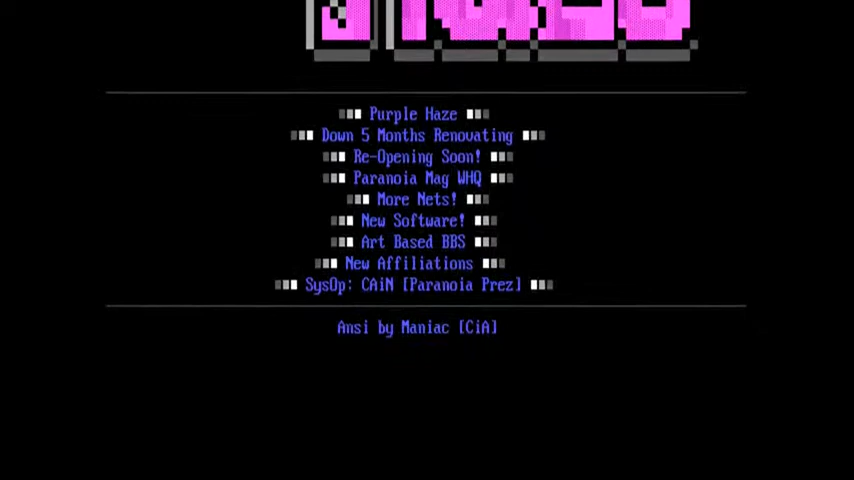 Purple Haze
Down 5 Months Renovating
Re-Opening Soon!
Paranoia Mag WHQ
More Nets!
New Software!
Art Based BBS
New Affiliations
SysOp: CAiN [Paranoia Prez]
Ansi by Maniac [CiA]